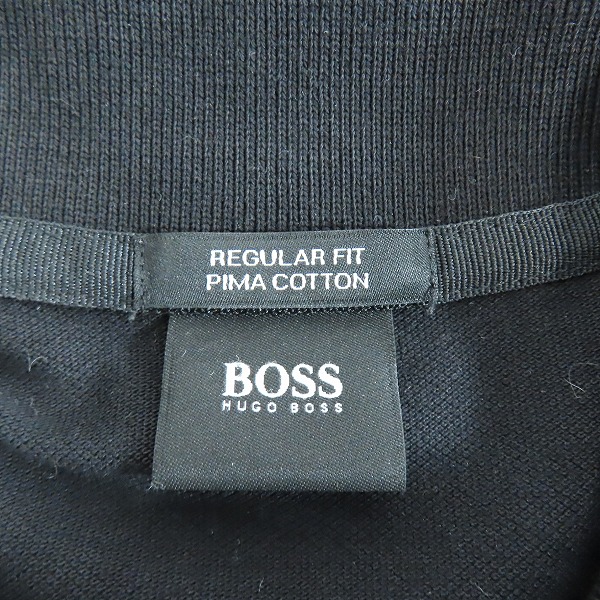 REGULAR FIT
PIMA COTTON
BOSS
HUGO BOSS